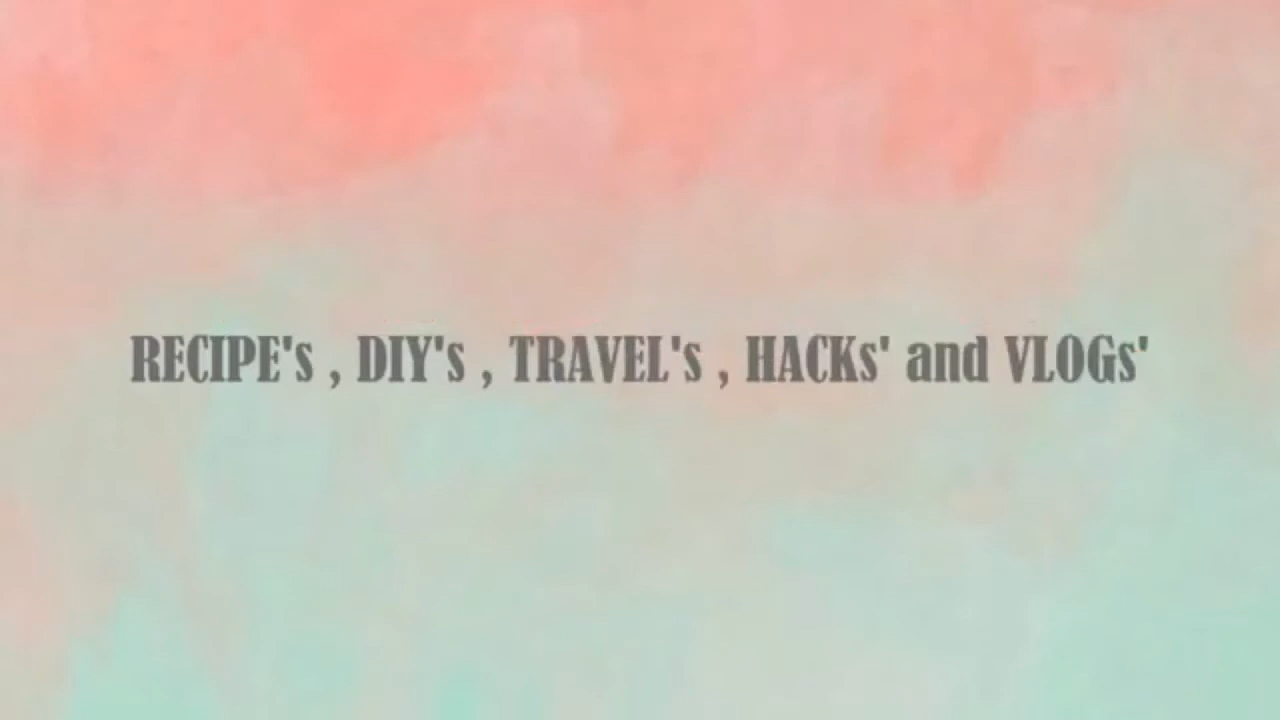 RECIPE's , DIY's , TRAVEL's , HACKs' and VLOGs'